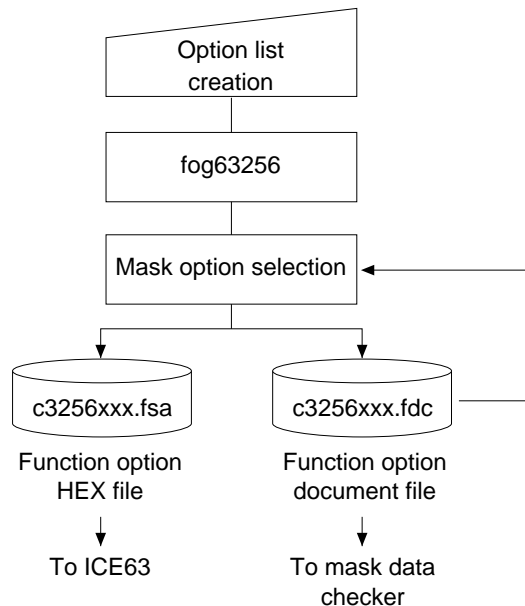 Option list
creation
fog63256
Mask option selection
c3256xxx.fsa
c3256xxx.fdc
Function option
HEX file
Function option
document file
To ICE63
To mask data
checker